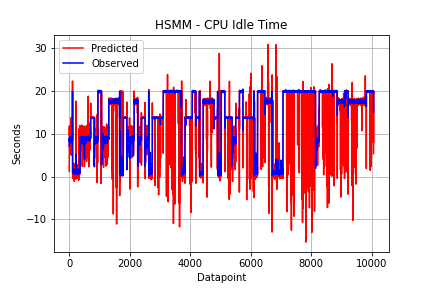 HSMM - CPU Idle Time
Predicted
Observed
30
20
10
0
−10
Seconds
0 2000 4000 6000 8000 10000
Datapoint